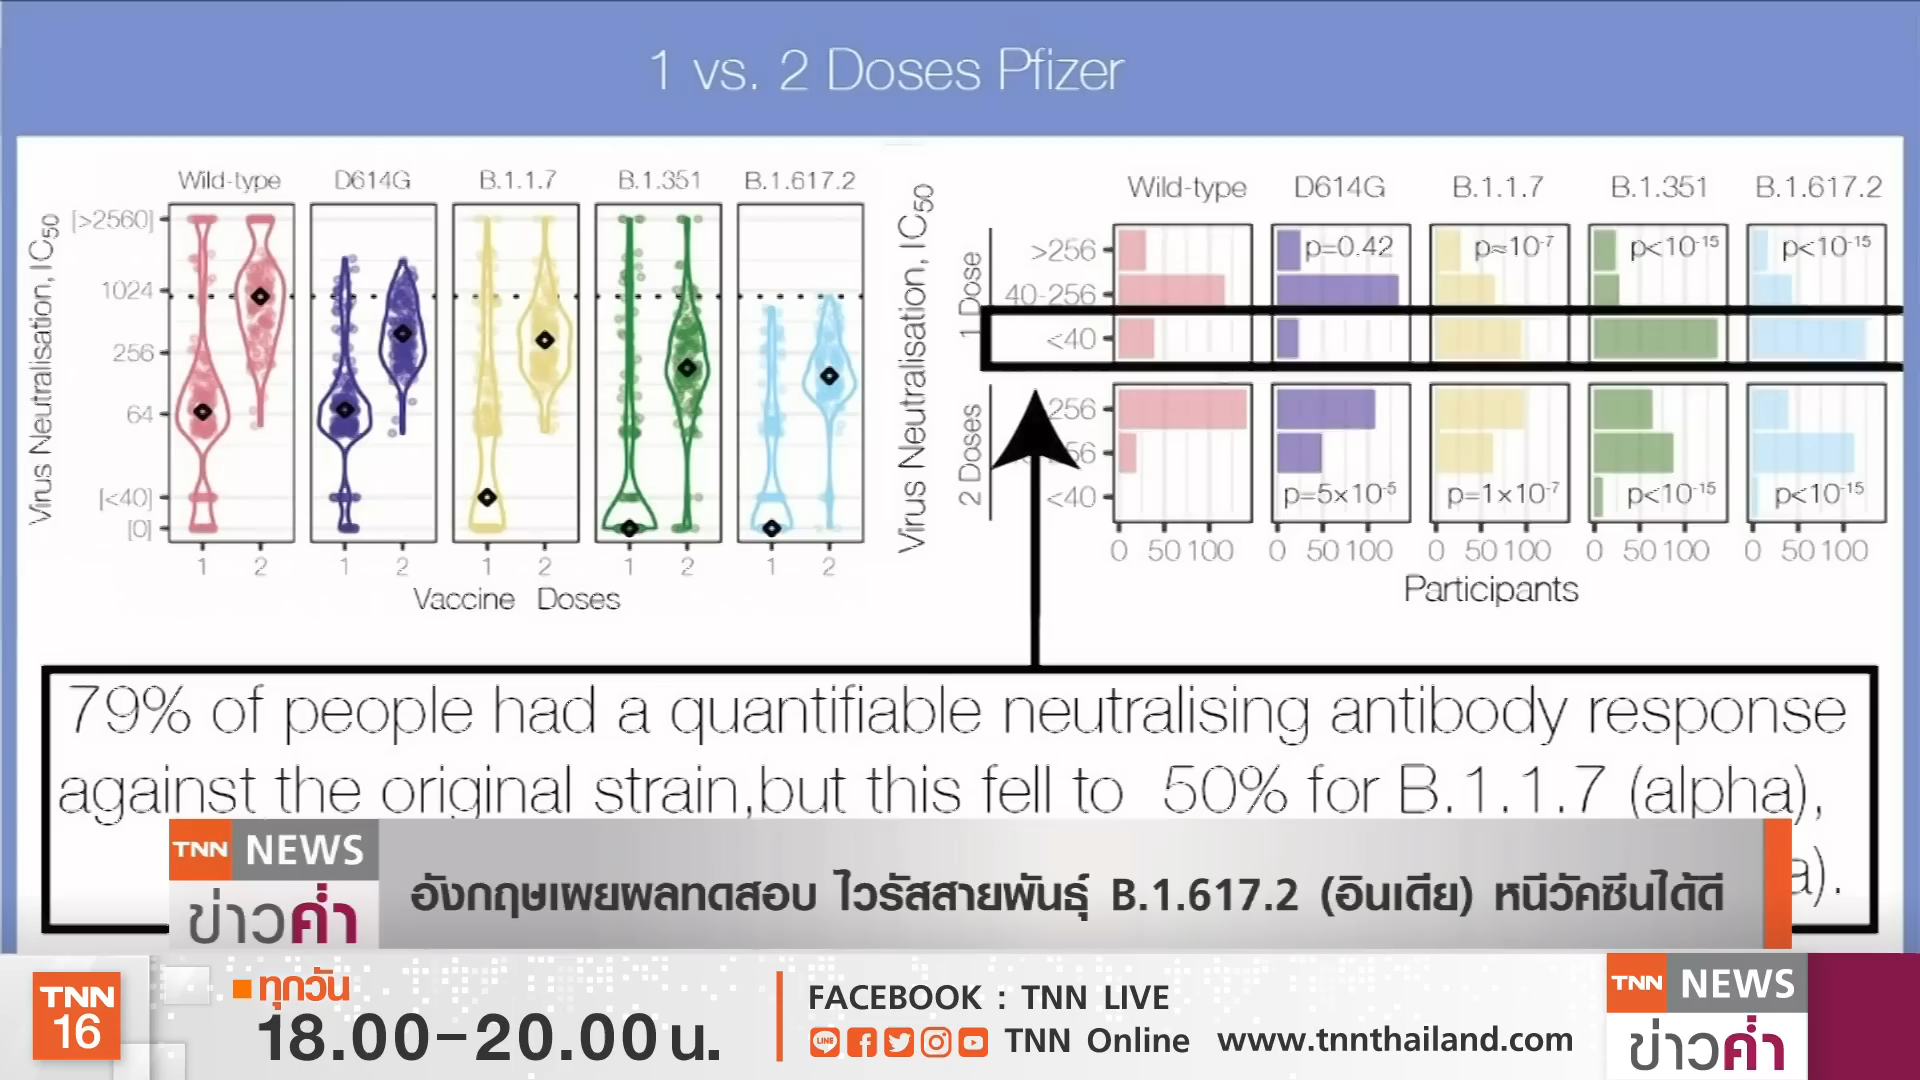 1 vs. 2 Doses Pfizer
Wild-type D614G B.1.1.7 B.1.351 B.1.617.2
Virus Neutralisation, IC50
[>2560]
1024
256
64
[<40]
[0]
1 2 1 2 1 2 1 2 1 2
Vaccine Doses
Wild-type D614G B.1.1.7 B.1.351 B.1.617.2
Virus Neutralisation, IC50
1 Dose
>256
40-256
<40
p=0.42 p≈10-7 p<10-15 p<10-15
2 Doses
256
56
<40
p=5×10-5 p=1×10-7 p<10-15 p<10-15
0 50 100 0 50 100 0 50 100 0 50 100 0 50 100
Participants
79% of people had a quantifiable neutralising antibody response
against the original strain,but this fell to 50% for B.1.1.7 (alpha),
a).
TNN NEWS
ข่าวค่ำ
อังกฤษเผยผลทดสอบ ไวรัสสายพันธุ์ B.1.617.2 (อินเดีย) หนีวัคซีนได้ดี
TNN
16
ทุกวัน
18.00-20.00 น.
FACEBOOK : TNN LIVE
LINE TNN Online www.tnnthailand.com
TNN NEWS
ข่าวค่ำ